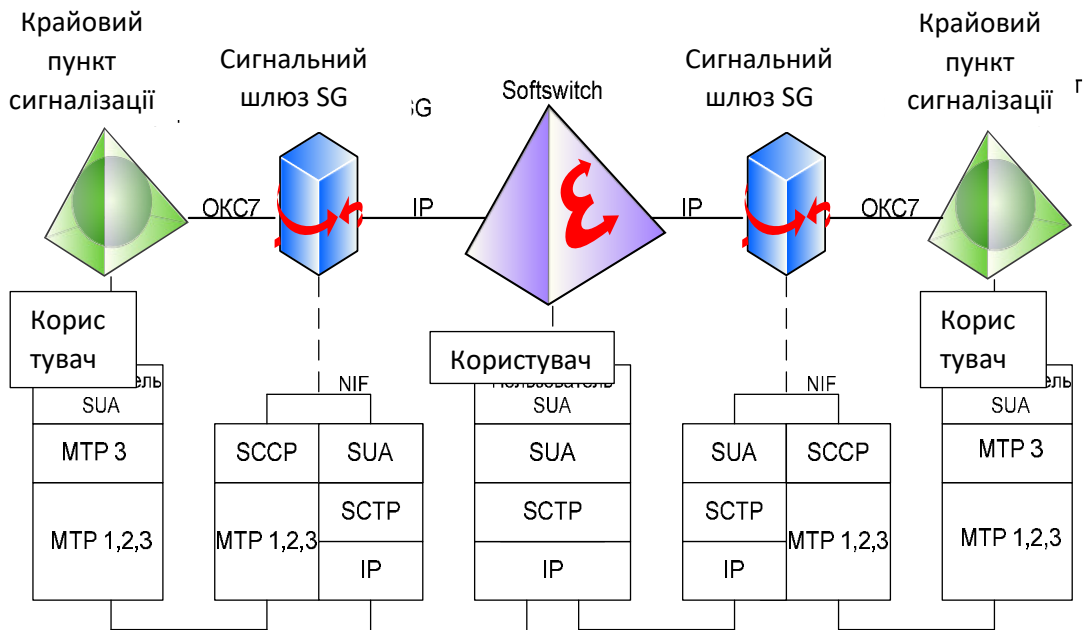 Крайовий
пункт
сигналізації
Сигнальний
шлюз SG
Softswitch
Сигнальний
шлюз SG
Крайовий
пункт
сигналізації
SG
ОКС7
IP
IP
ОКС7
Корис
тувач
Користувач
Корис
тувач
NIF
NIF
SUA
MTP 3
MTP 1,2,3
SCCP
SUA
MTP 1,2,3
SCTP
IP
Пользователь
SUA
SUA
SCTP
IP
SUA
SCCP
SCTP
MTP 1,2,3
IP
SUA
MTP 3
MTP 1,2,3